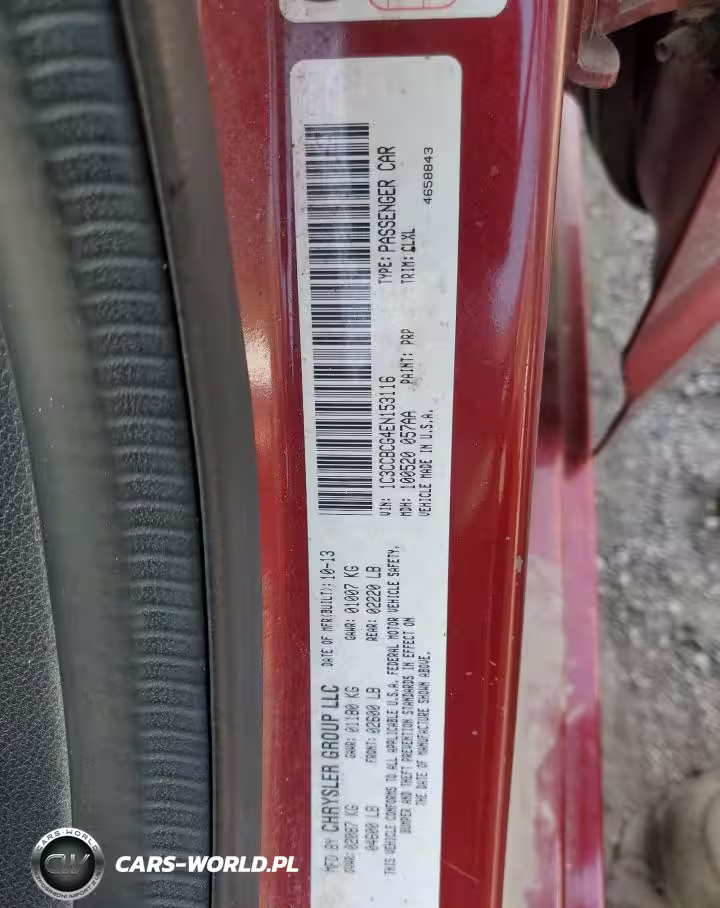 MFD BY CHRYSLER GROUP LLC
DATE OF MFR(BUILT): 10-13
GVWR: 02087 KG
GAWR: 01180 KG
GAWR: 01007 KG
04600 LB
FRONT: 02600 LB
REAR: 02220 LB
THIS VEHICLE CONFORMS TO ALL APPLICABLE U.S.A. FEDERAL MOTOR VEHICLE SAFETY,
BUMPER AND THEFT PREVENTION STANDARDS IN EFFECT ON
THE DATE OF MANUFACTURE SHOWN ABOVE.
VIN: 1C3CCBCG4EN153116
TYPE: PASSENGER CAR
MDH: 100520 057AA
PAINT: PRP
TRIM: CLXL
VEHICLE MADE IN U.S.A.
4658843
CARS-WORLD
CW
CARS-WORLD.PL